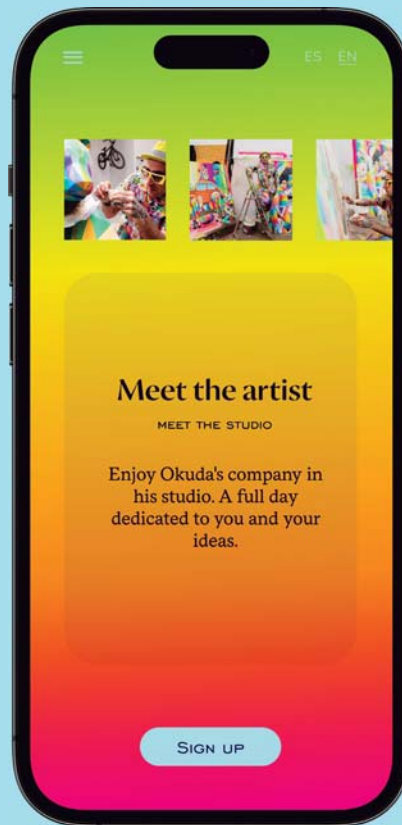 ES EN
Meet the artist
MEET THE STUDIO
Enjoy Okuda's company in
his studio. A full day
dedicated to you and your
ideas.
SIGN UP